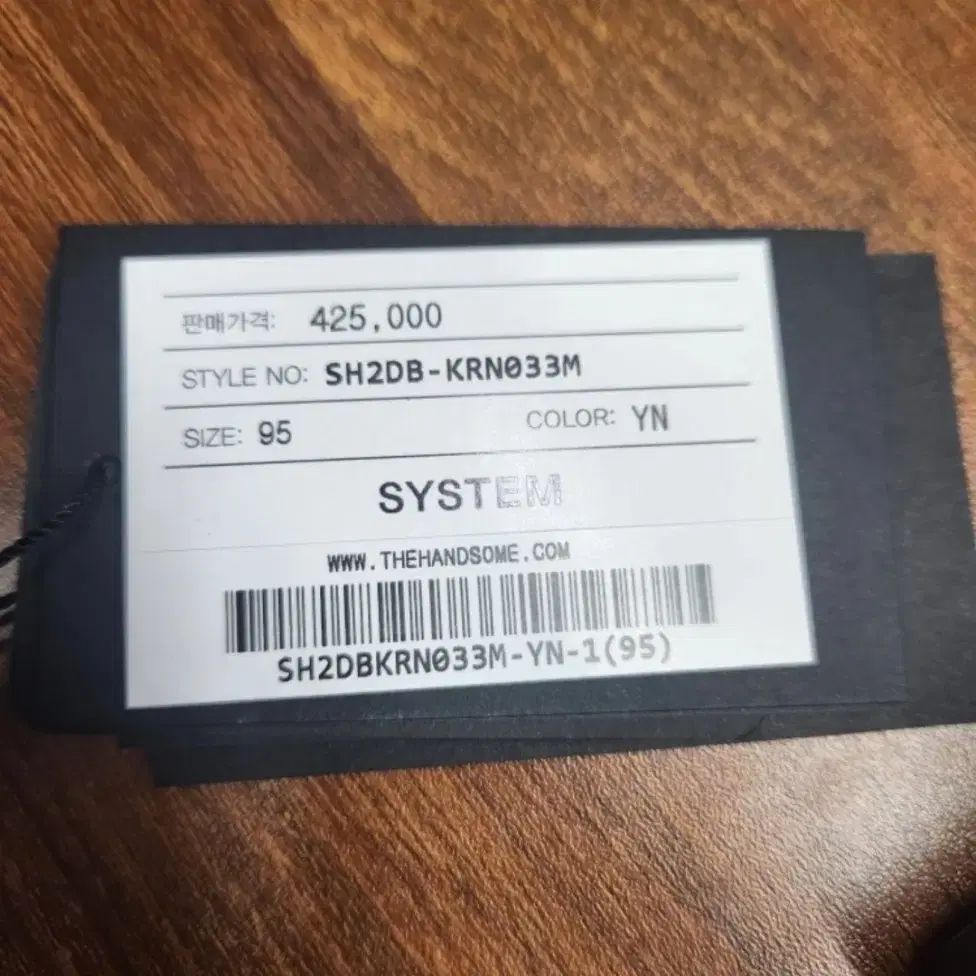 판매가격: 425,000
STYLE NO: SH2DB-KRN033M
SIZE: 95 COLOR: YN
SYSTEM
WWW.THEHANDSOME.COM
SH2DBKRN033M-YN-1(95)